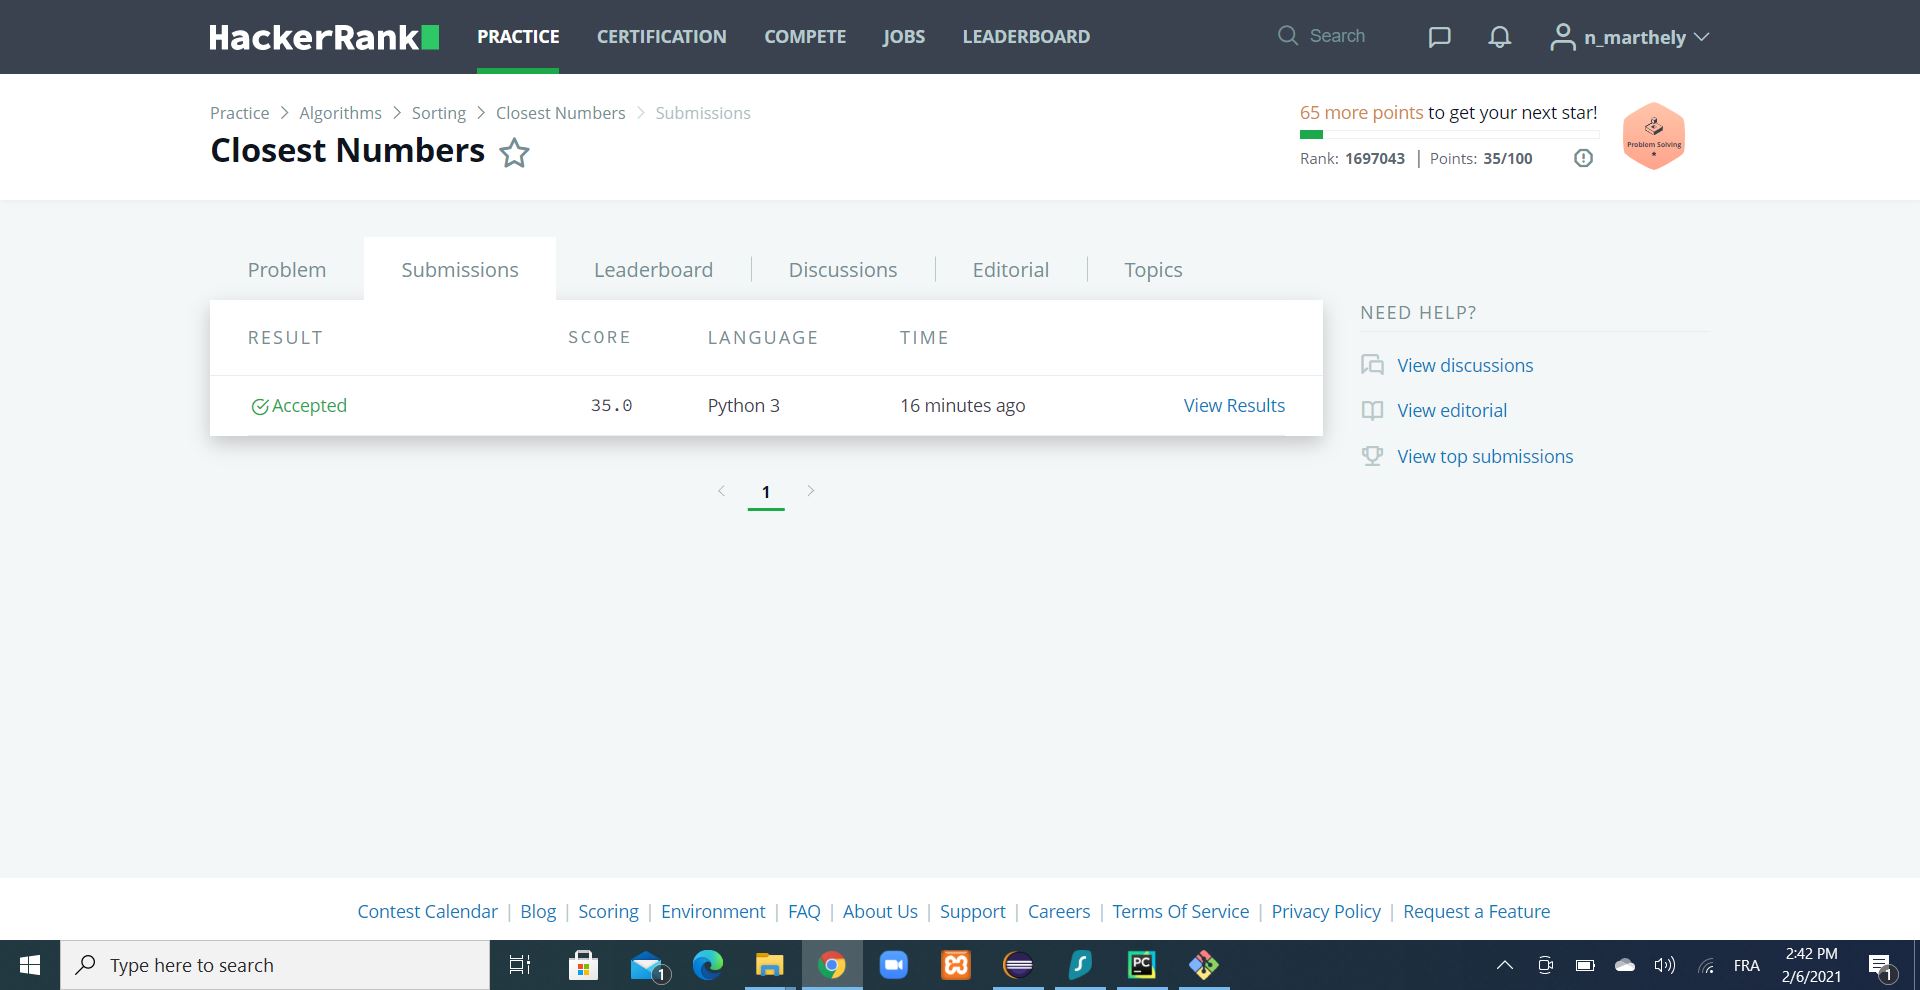 HackerRank PRACTICE CERTIFICATION COMPETE JOBS LEADERBOARD Search n_marthely
Practice > Algorithms > Sorting > Closest Numbers > Submissions
Closest Numbers
65 more points to get your next star!
Rank: 1697043 | Points: 35/100
Problem Solving
Problem Submissions Leaderboard Discussions Editorial Topics
RESULT SCORE LANGUAGE TIME
Accepted 35.0 Python 3 16 minutes ago View Results
< 1 >
NEED HELP?
View discussions
View editorial
View top submissions
Contest Calendar | Blog | Scoring | Environment | FAQ | About Us | Support | Careers | Terms Of Service | Privacy Policy | Request a Feature
Type here to search
1
PC
FRA
2:42 PM
2/6/2021
1